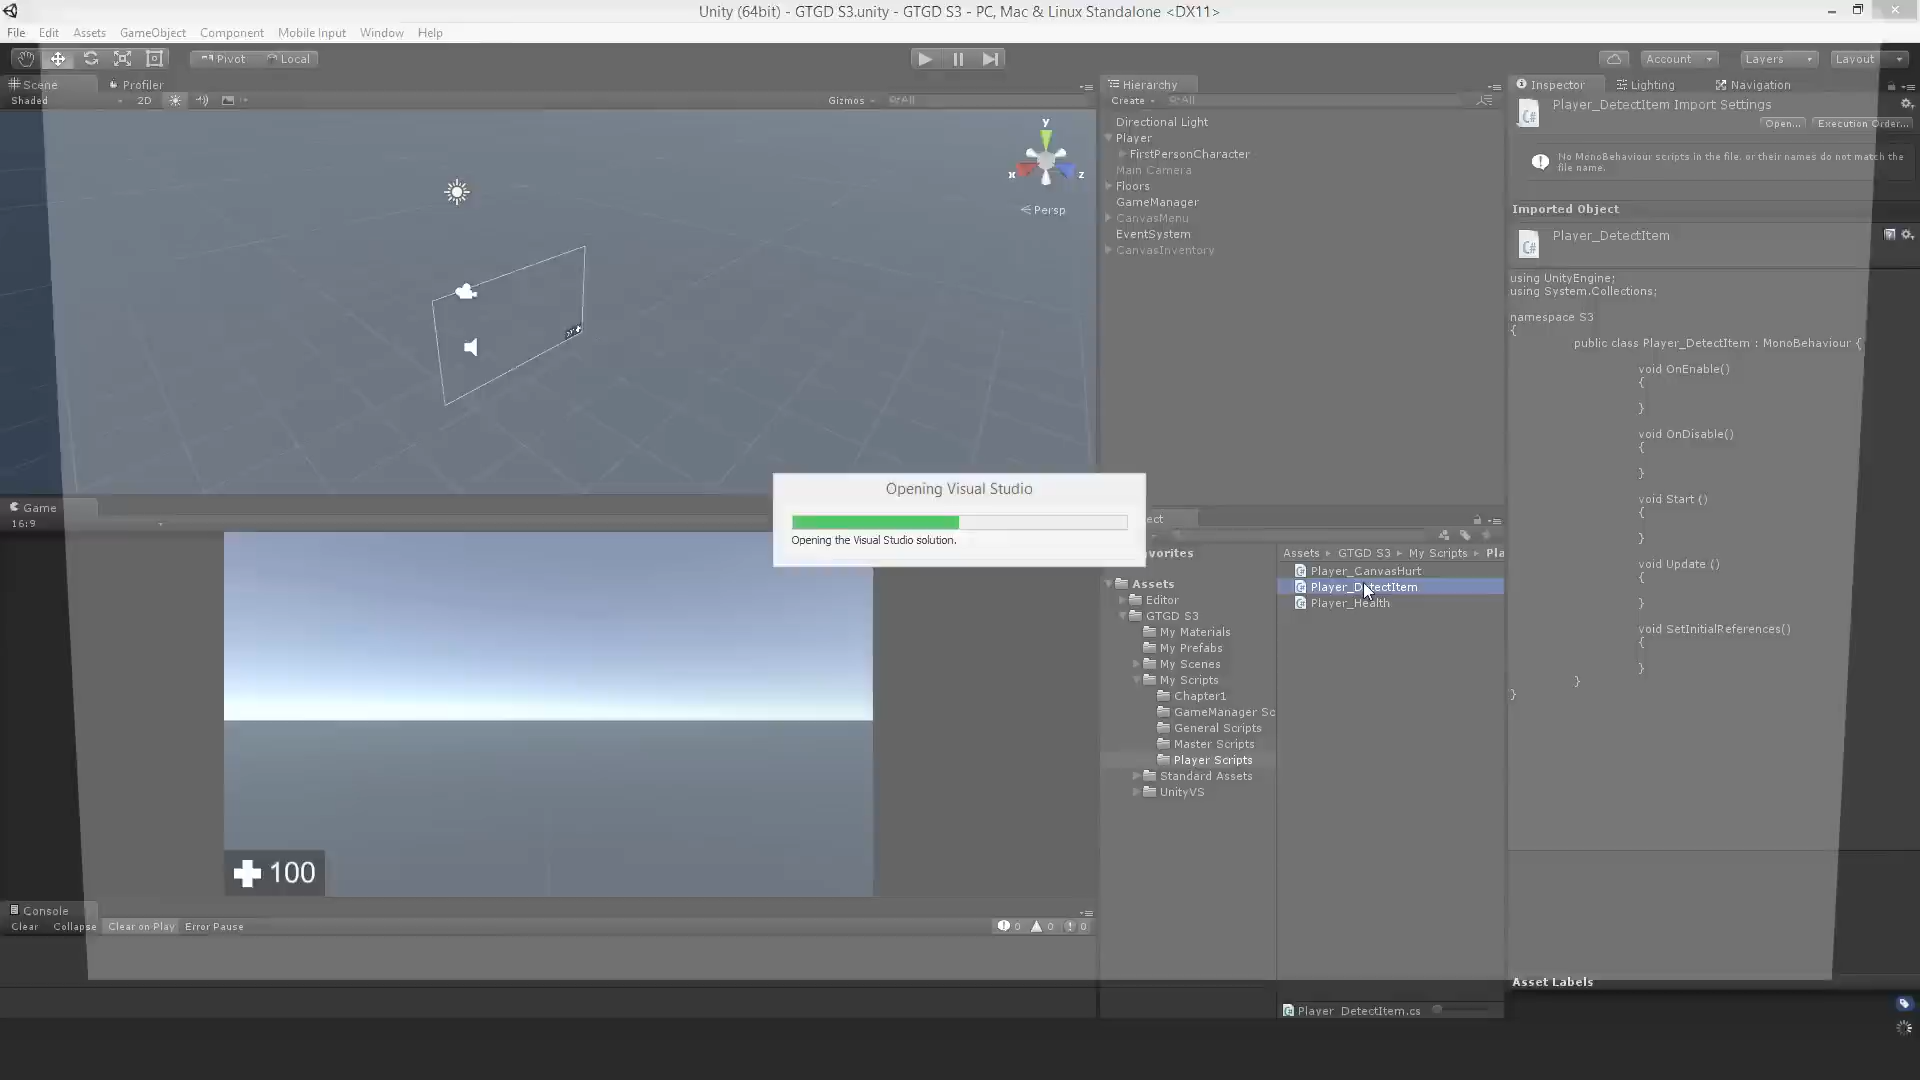 Unity (64bit) - GTGD S3.unity - GTGD S3 - PC, Mac & Linux Standalone <DX11>
File Edit Assets GameObject Component Mobile Input Window Help
Pivot Local Account Layers Layout
Scene Profiler
Shaded 2D Gizmos All
y
x z
Persp
Hierarchy
Create All
Directional Light
Player
FirstPersonCharacter
Main Camera
Floors
GameManager
CanvasMenu
EventSystem
CanvasInventory
Inspector Lighting Navigation
Player_DetectItem Import Settings
Open... Execution Order...
No MonoBehaviour scripts in the file, or their names do not match the
file name.
Imported Object
Player_DetectItem
using UnityEngine;
using System.Collections;
namespace S3
{
public class Player_DetectItem : MonoBehaviour {
void OnEnable()
{
}
void OnDisable()
{
}
void Start ()
{
}
void Update ()
{
}
void SetInitialReferences()
{
}
}
}
Opening Visual Studio
Opening the Visual Studio solution.
Game
16:9
100
ect
vorites
Assets
Editor
GTGD S3
My Materials
My Prefabs
My Scenes
My Scripts
Chapter1
GameManager Sc
General Scripts
Master Scripts
Player Scripts
Standard Assets
UnityVS
Assets GTGD S3 My Scripts Pla
Player_CanvasHurt
Player_DetectItem
Player_Health
Console
Clear Collapse Clear on Play Error Pause 0 0 0
Asset Labels
Player_DetectItem.cs